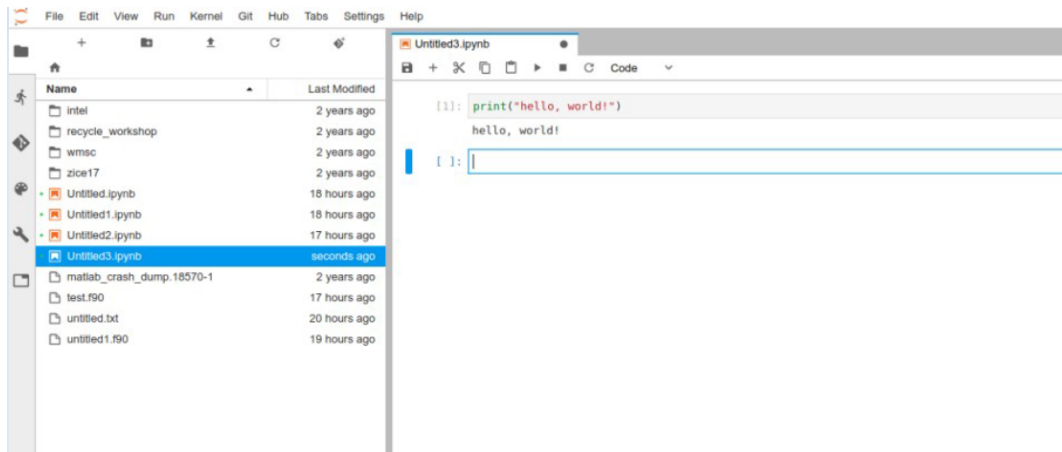 File Edit View Run Kernel Git Hub Tabs Settings Help
Untitled3.ipynb
Code
Name Last Modified
intel 2 years ago
recycle_workshop 2 years ago
wmsc 2 years ago
zice17 2 years ago
Untitled.ipynb 18 hours ago
Untitled1.ipynb 18 hours ago
Untitled2.ipynb 17 hours ago
Untitled3.ipynb seconds ago
matlab_crash_dump.18570-1 2 years ago
test.f90 17 hours ago
untitled.txt 20 hours ago
untitled1.f90 19 hours ago
[1]: print("hello, world!")
hello, world!
[ ]: